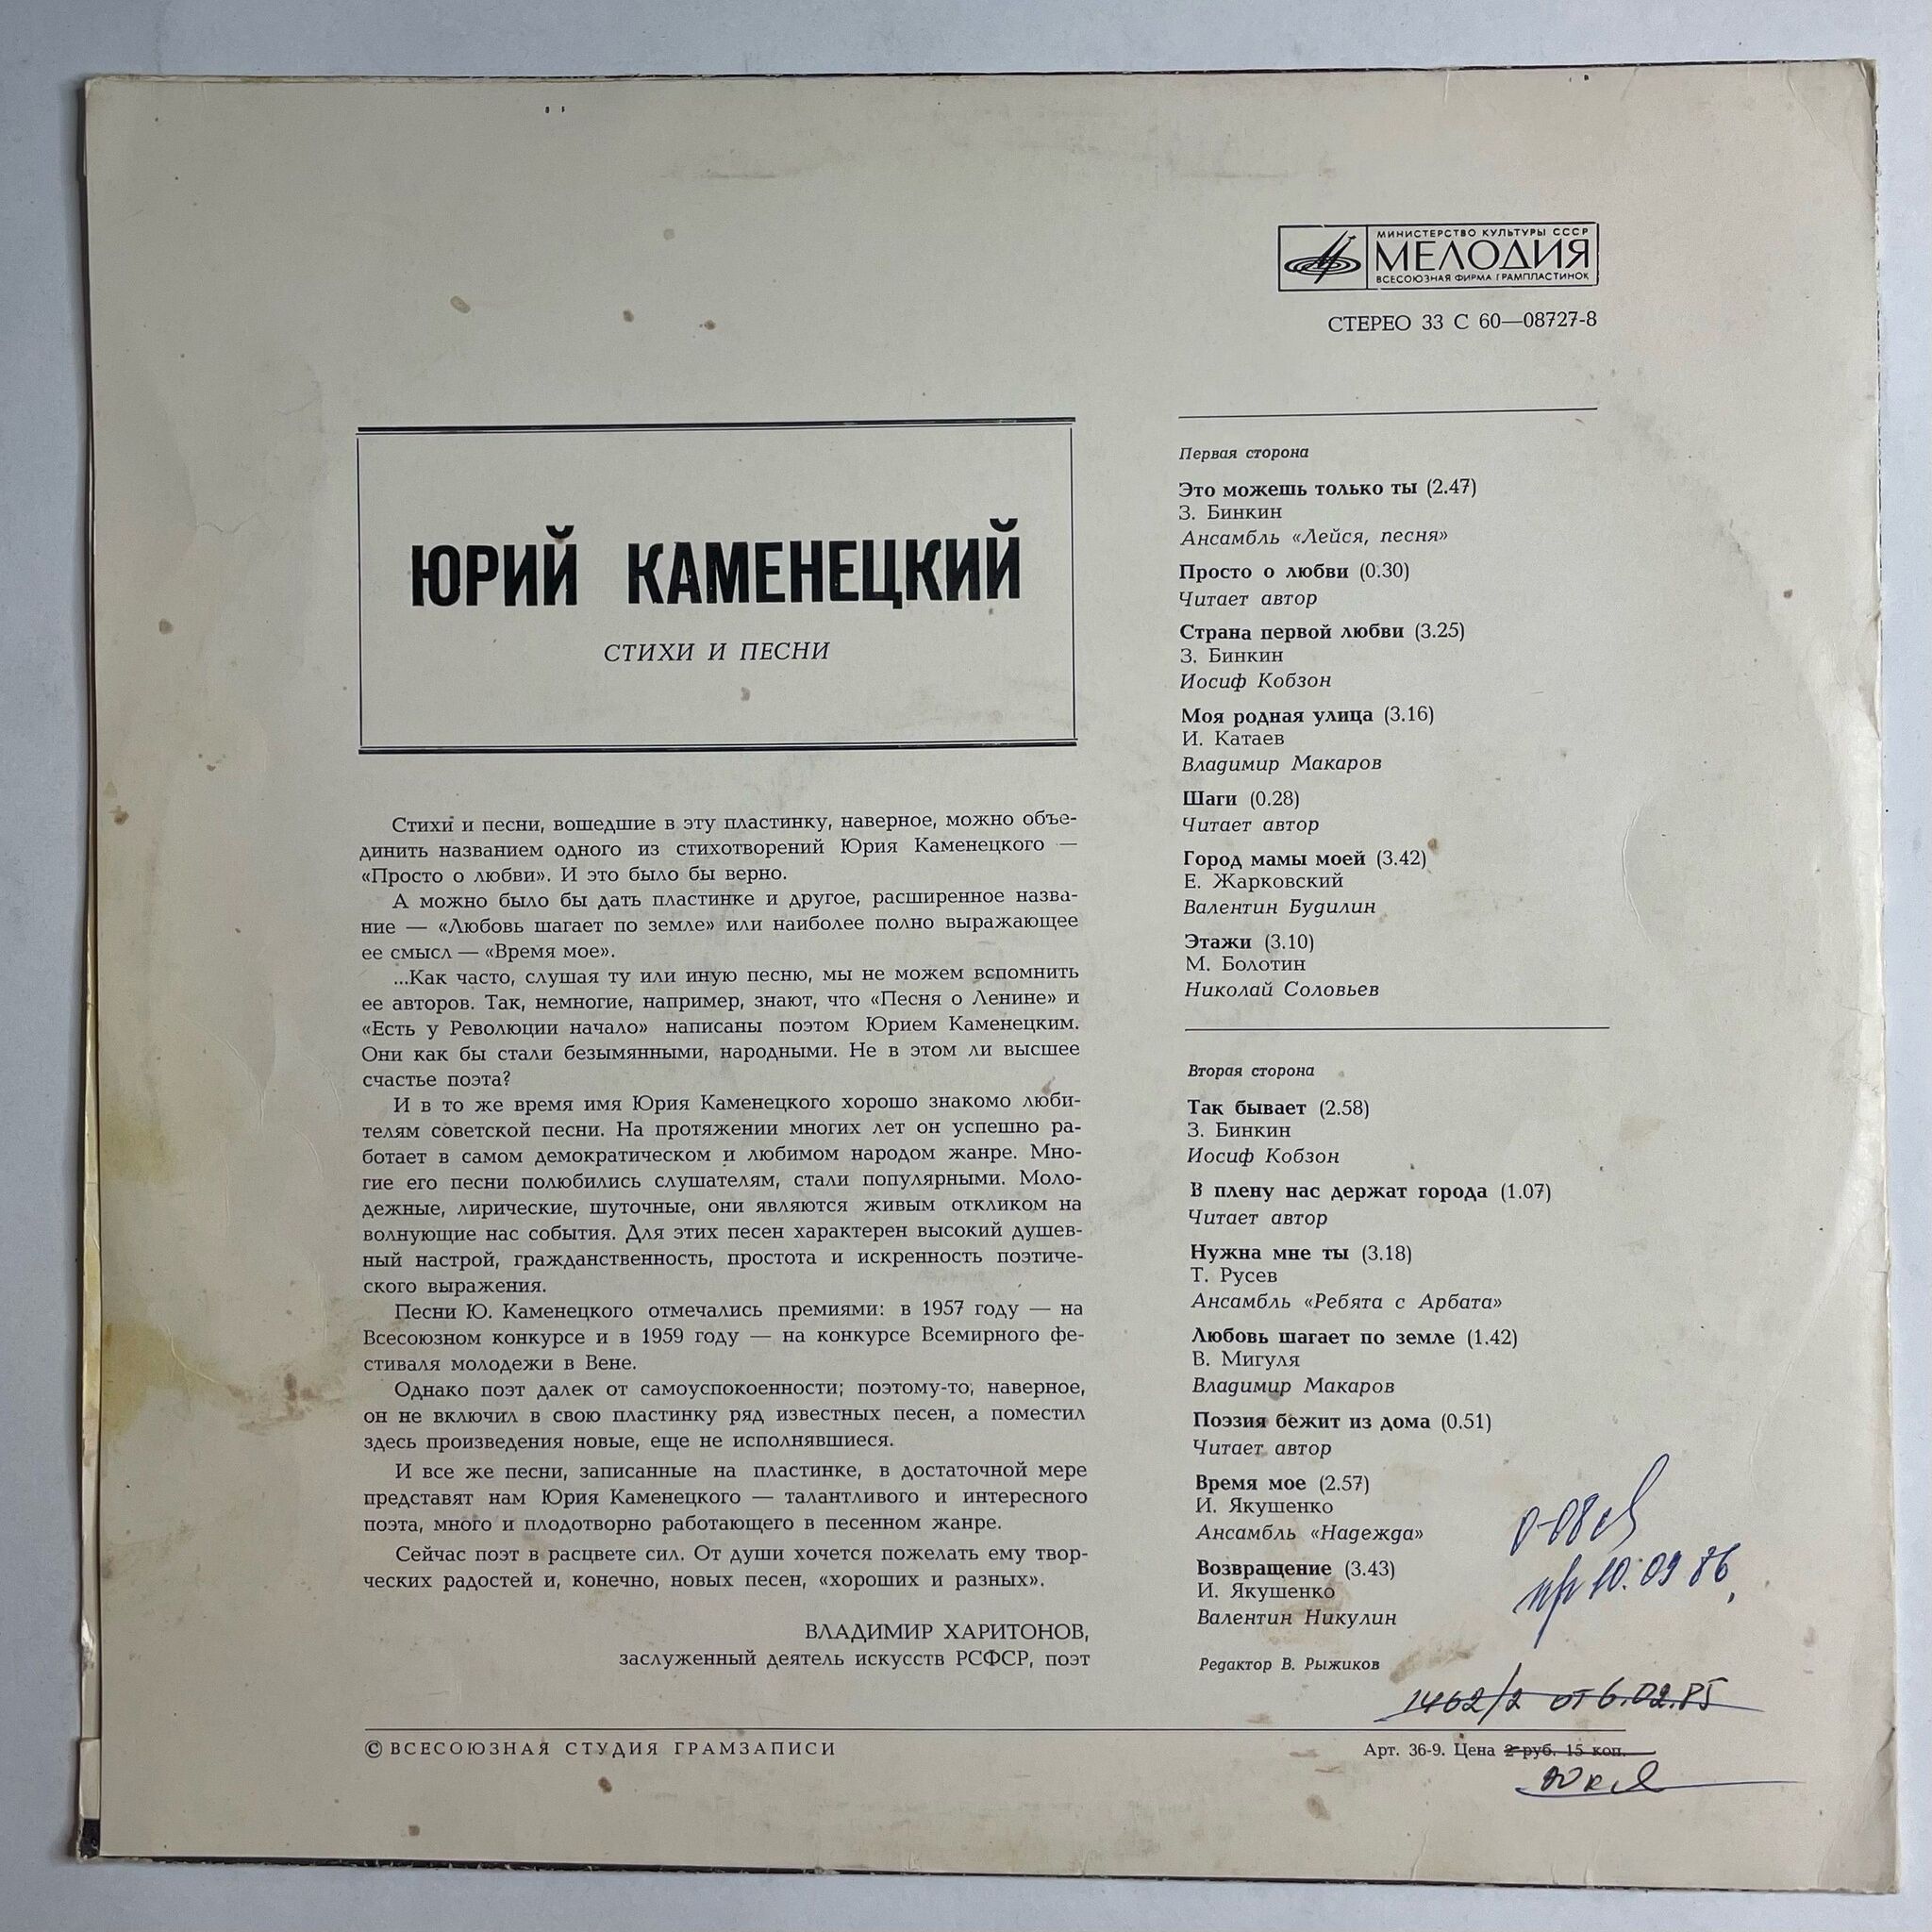 МИНИСТЕРСТВО КУЛЬТУРЫ СССР
МЕЛОДИЯ
ВСЕСОЮЗНАЯ ФИРМА ГРАМПЛАСТИНОК
СТЕРЕО 33 С 60—08727-8
ЮРИЙ КАМЕНЕЦКИЙ
СТИХИ И ПЕСНИ
Стихи и песни, вошедшие в эту пластинку, наверное, можно объе-
динить названием одного из стихотворений Юрия Каменецкого —
«Просто о любви». И это было бы верно.
А можно было бы дать пластинке и другое, расширенное назва-
ние — «Любовь шагает по земле» или наиболее полно выражающее
ее смысл — «Время мое».
...Как часто, слушая ту или иную песню, мы не можем вспомнить
ее авторов. Так, немногие, например, знают, что «Песня о Ленине» и
«Есть у Революции начало» написаны поэтом Юрием Каменецким.
Они как бы стали безымянными, народными. Не в этом ли высшее
счастье поэта?
И в то же время имя Юрия Каменецкого хорошо знакомо люби-
телям советской песни. На протяжении многих лет он успешно ра-
ботает в самом демократическом и любимом народом жанре. Мно-
гие его песни полюбились слушателям, стали популярными. Моло-
дежные, лирические, шуточные, они являются живым откликом на
волнующие нас события. Для этих песен характерен высокий душев-
ный настрой, гражданственность, простота и искренность поэтиче-
ского выражения.
Песни Ю. Каменецкого отмечались премиями: в 1957 году — на
Всесоюзном конкурсе и в 1959 году — на конкурсе Всемирного фе-
стиваля молодежи в Вене.
Однако поэт далек от самоуспокоенности; поэтому-то, наверное,
он не включил в свою пластинку ряд известных песен, а поместил
здесь произведения новые, еще не исполнявшиеся.
И все же песни, записанные на пластинке, в достаточной мере
представят нам Юрия Каменецкого — талантливого и интересного
поэта, много и плодотворно работающего в песенном жанре.
Сейчас поэт в расцвете сил. От души хочется пожелать ему твор-
ческих радостей и, конечно, новых песен, «хороших и разных».
ВЛАДИМИР ХАРИТОНОВ,
заслуженный деятель искусств РСФСР, поэт
Первая сторона
Это можешь только ты (2.47)
З. Бинкин
Ансамбль «Лейся, песня»
Просто о любви (0.30)
Читает автор
Страна первой любви (3.25)
З. Бинкин
Иосиф Кобзон
Моя родная улица (3.16)
И. Катаев
Владимир Макаров
Шаги (0.28)
Читает автор
Город мамы моей (3.42)
Е. Жарковский
Валентин Будилин
Этажи (3.10)
М. Болотин
Николай Соловьев
Вторая сторона
Так бывает (2.58)
З. Бинкин
Иосиф Кобзон
В плену нас держат города (1.07)
Читает автор
Нужна мне ты (3.18)
Т. Русев
Ансамбль «Ребята с Арбата»
Любовь шагает по земле (1.42)
В. Мигуля
Владимир Макаров
Поэзия бежит из дома (0.51)
Читает автор
Время мое (2.57)
И. Якушенко
Ансамбль «Надежда»
Возвращение (3.43)
И. Якушенко
Валентин Никулин
Редактор В. Рыжиков
10.09 86
1462/2 от 6.02.85
© ВСЕСОЮЗНАЯ СТУДИЯ ГРАМЗАПИСИ
Арт. 36-9. Цена 2 руб. 15 коп.